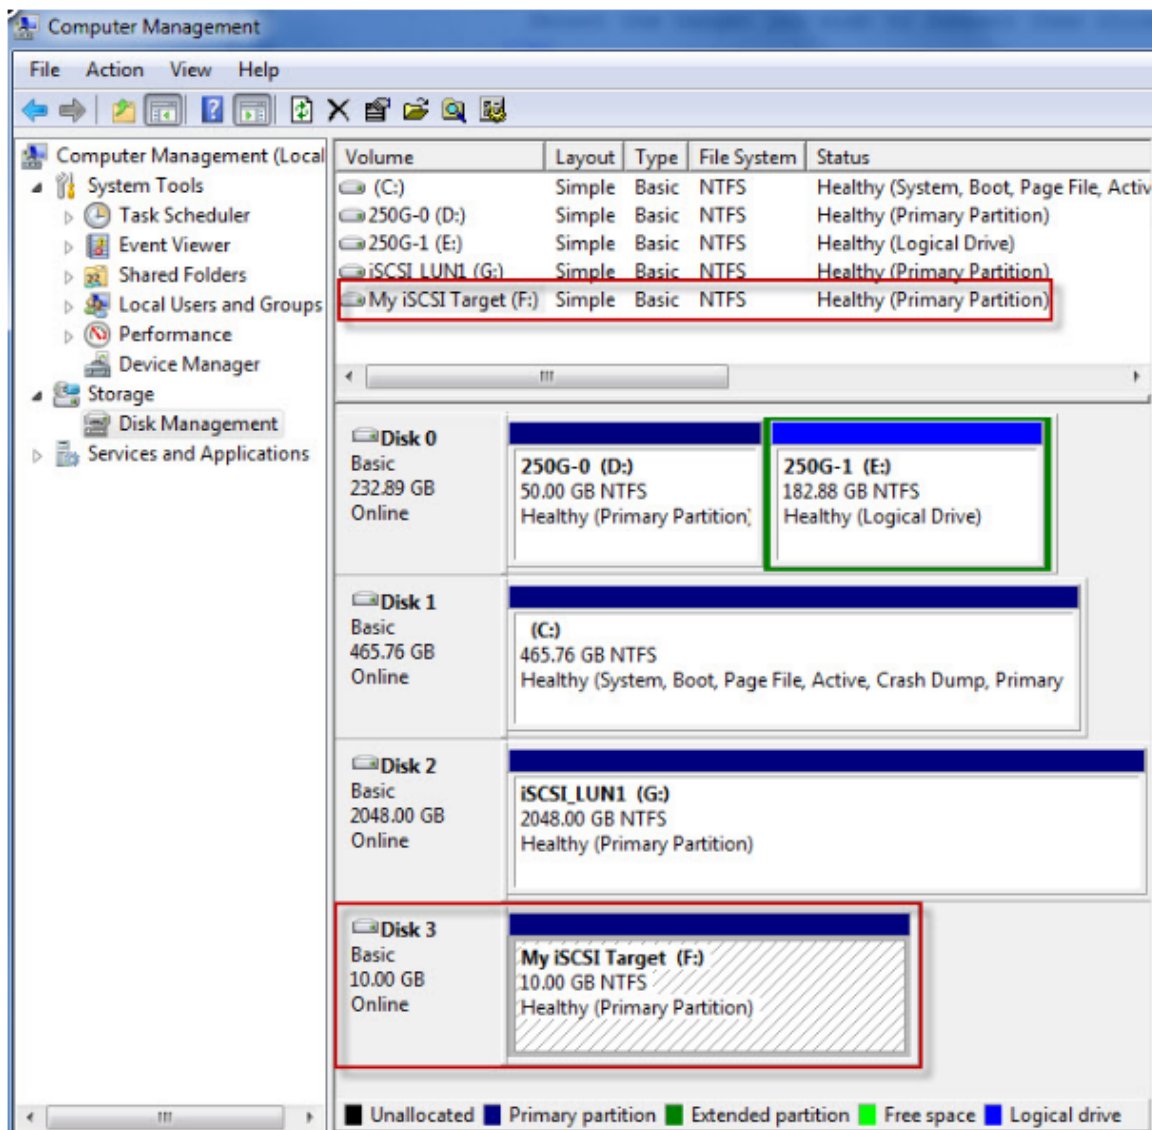 Computer Management
File Action View Help
Computer Management (Local
System Tools
Task Scheduler
Event Viewer
Shared Folders
Local Users and Groups
Performance
Device Manager
Storage
Disk Management
Services and Applications
Volume Layout Type File System Status
(C:) Simple Basic NTFS Healthy (System, Boot, Page File, Activ
250G-0 (D:) Simple Basic NTFS Healthy (Primary Partition)
250G-1 (E:) Simple Basic NTFS Healthy (Logical Drive)
iSCSI_LUN1 (G:) Simple Basic NTFS Healthy (Primary Partition)
My iSCSI Target (F:) Simple Basic NTFS Healthy (Primary Partition)
Disk 0
Basic
232.89 GB
Online
250G-0 (D:)
50.00 GB NTFS
Healthy (Primary Partition)
250G-1 (E:)
182.88 GB NTFS
Healthy (Logical Drive)
Disk 1
Basic
465.76 GB
Online
(C:)
465.76 GB NTFS
Healthy (System, Boot, Page File, Active, Crash Dump, Primary
Disk 2
Basic
2048.00 GB
Online
iSCSI_LUN1 (G:)
2048.00 GB NTFS
Healthy (Primary Partition)
Disk 3
Basic
10.00 GB
Online
My iSCSI Target (F:)
10.00 GB NTFS
Healthy (Primary Partition)
Unallocated Primary partition Extended partition Free space Logical drive